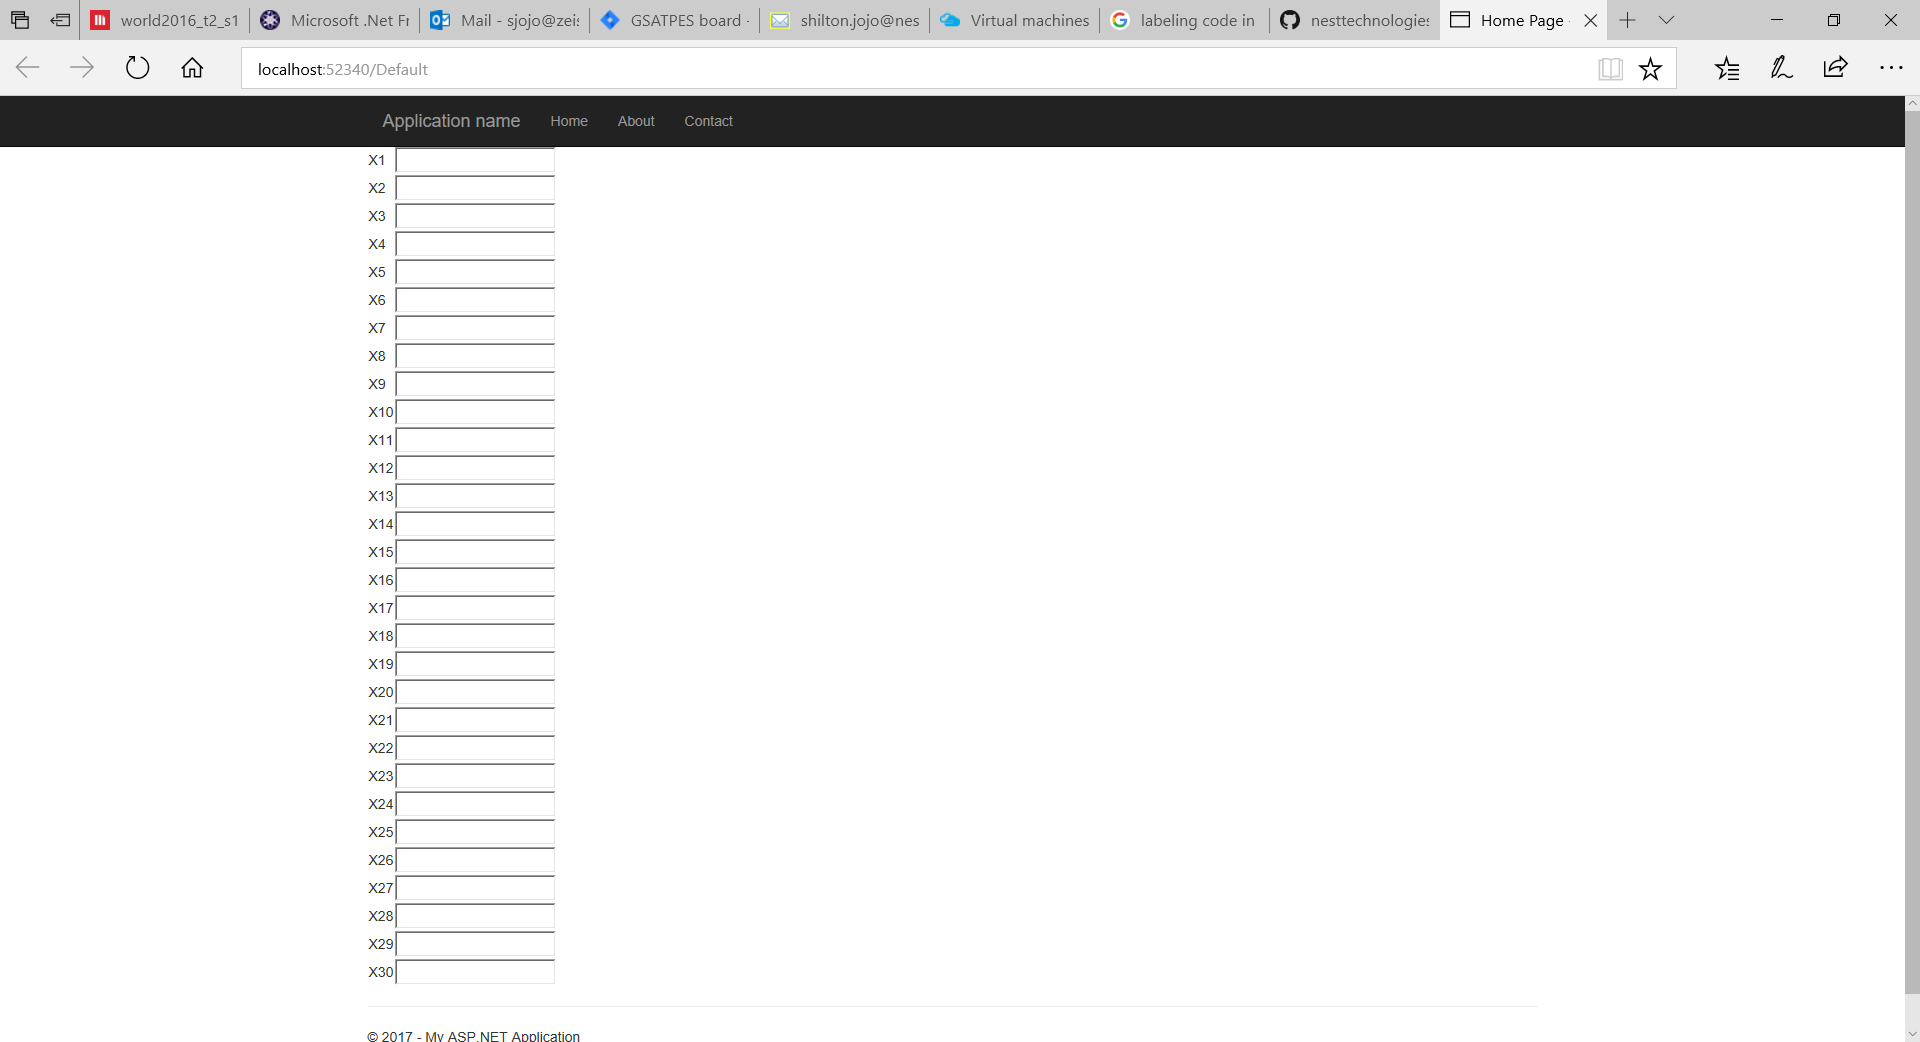 world2016_t2_s1
Microsoft .Net Fr
Mail - sjojo@zeis
GSATPES board -
shilton.jojo@nes
Virtual machines
labeling code in
nesttechnologies
Home Page
localhost:52340/Default
Application name Home About Contact
X1
X2
X3
X4
X5
X6
X7
X8
X9
X10
X11
X12
X13
X14
X15
X16
X17
X18
X19
X20
X21
X22
X23
X24
X25
X26
X27
X28
X29
X30
© 2017 - My ASP.NET Application